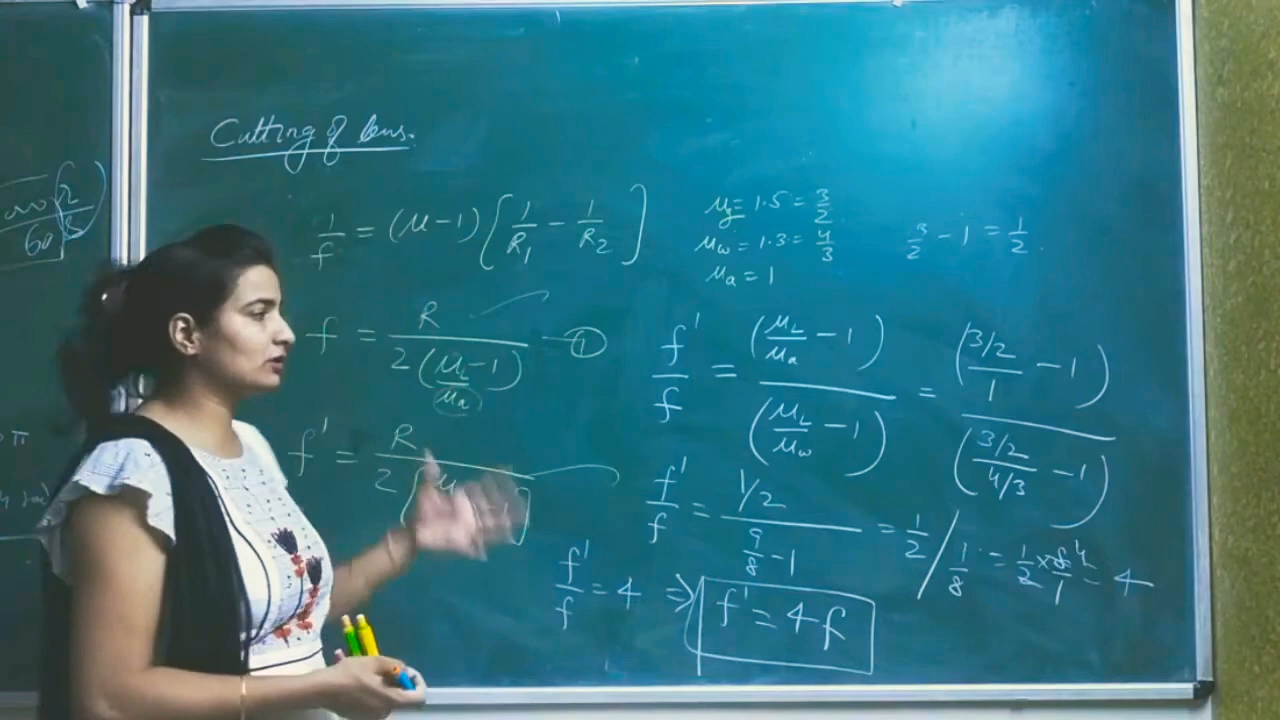 Cutting of lens.
1/f = (μ-1) [1/R₁ - 1/R₂]
μg = 1.5 = 3/2
μw = 1.3 = 4/3
μa = 1
3/2 - 1 = 1/2.
f = R / 2(μL/μa - 1) — ①
f' = R / 2(
f'/f = (μL/μa - 1) / (μL/μw - 1) = ((3/2)/1 - 1) / ((3/2)/(4/3) - 1)
f'/f = 1/2 / (9/8 - 1) = 1/2 / 1/8 = 1/2 × 8/1 4 = 4
f'/f = 4 ⇒ f' = 4f
60
π